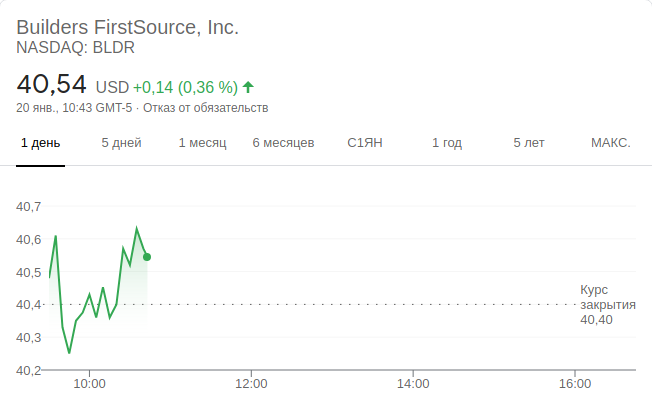 Builders FirstSource, Inc.
NASDAQ: BLDR
40,54 USD +0,14 (0,36 %)
20 янв., 10:43 GMT-5 · Отказ от обязательств
1 день 5 дней 1 месяц 6 месяцев С1ЯН 1 год 5 лет МАКС.
40,7
40,6
40,5
40,4
40,3
40,2
Курс
закрытия
40,40
10:00 12:00 14:00 16:00